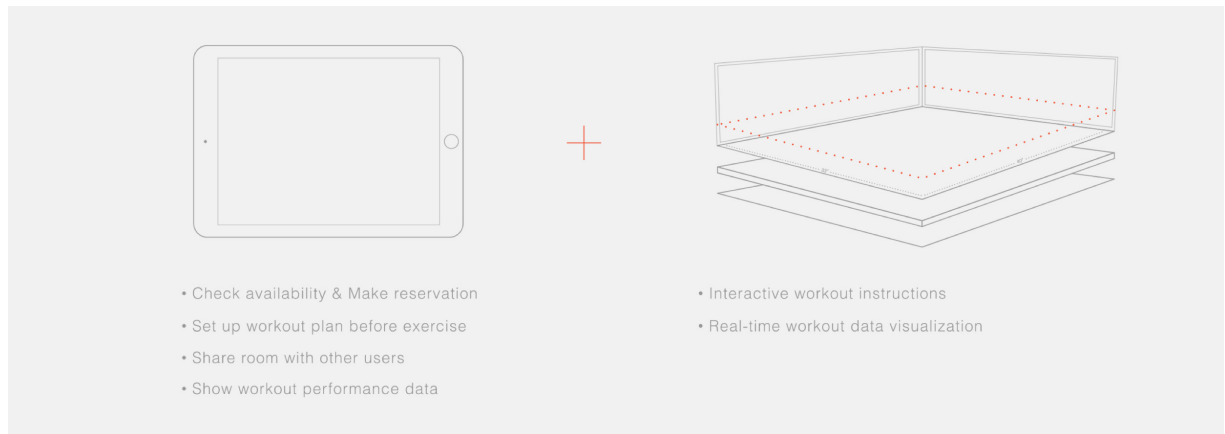 • Check availability & Make reservation
• Set up workout plan before exercise
• Share room with other users
• Show workout performance data
• Interactive workout instructions
• Real-time workout data visualization